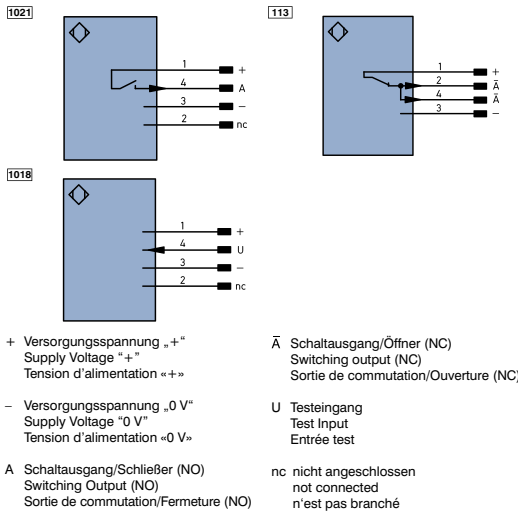 1021
1 +
4 A
3 −
2 nc
113
1 +
2 Ā
4 Ā
3 −
1018
1 +
4 U
3 −
2 nc
+ Versorgungsspannung „+“
Supply Voltage “+”
Tension d’alimentation «+»
− Versorgungsspannung „0 V“
Supply Voltage “0 V”
Tension d’alimentation «0 V»
A Schaltausgang/Schließer (NO)
Switching Output (NO)
Sortie de commutation/Fermeture (NO)
Ā Schaltausgang/Öffner (NC)
Switching output (NC)
Sortie de commutation/Ouverture (NC)
U Testeingang
Test Input
Entrée test
nc nicht angeschlossen
not connected
n‘est pas branché